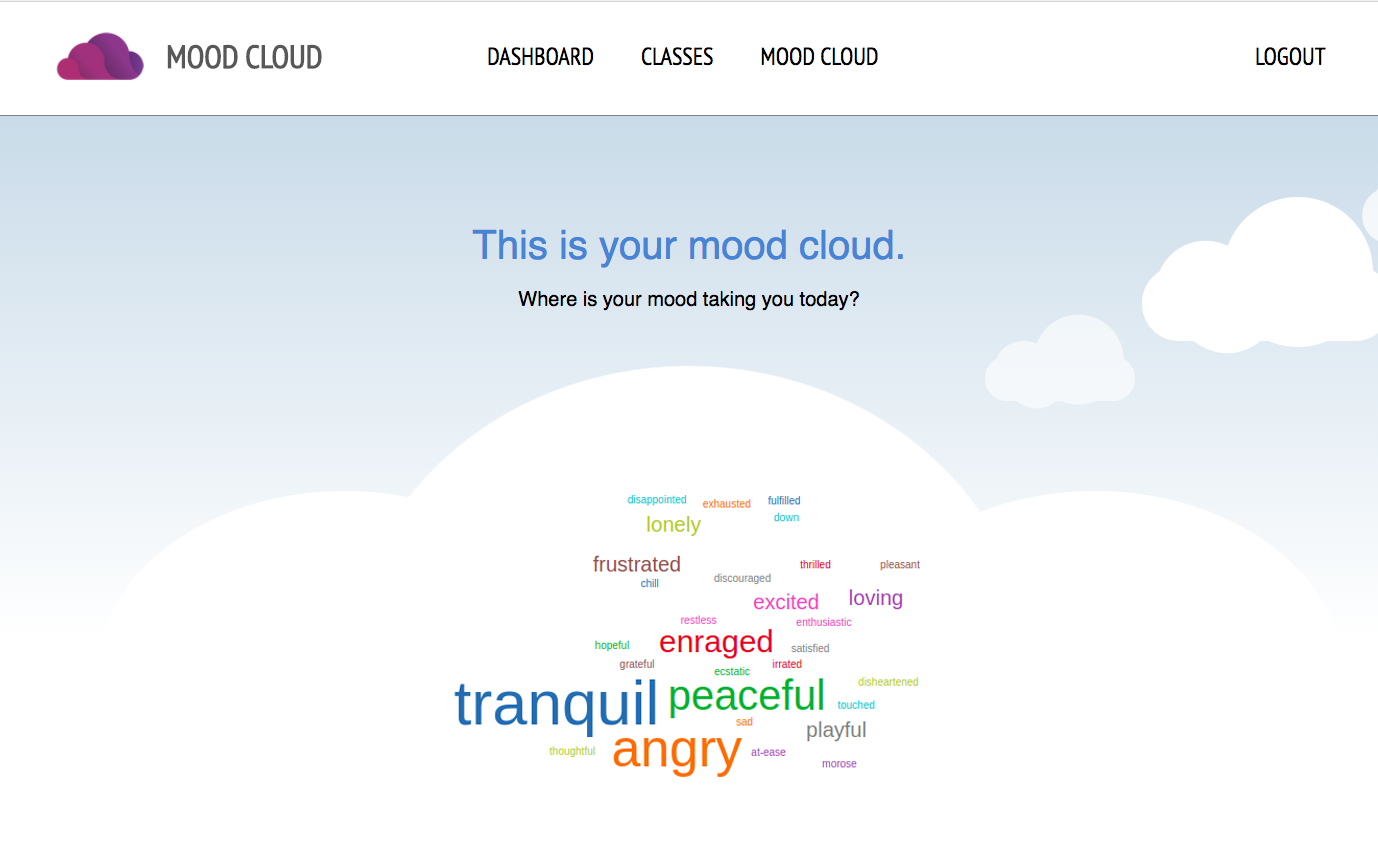 MOOD CLOUD DASHBOARD CLASSES MOOD CLOUD LOGOUT
This is your mood cloud.
Where is your mood taking you today?
disappointed exhausted fulfilled
down
lonely
frustrated thrilled pleasant
chill discouraged
excited loving
restless enthusiastic
hopeful enraged satisfied
grateful ecstatic irrated
disheartened
tranquil peaceful touched
sad playful
thoughtful angry at-ease
morose